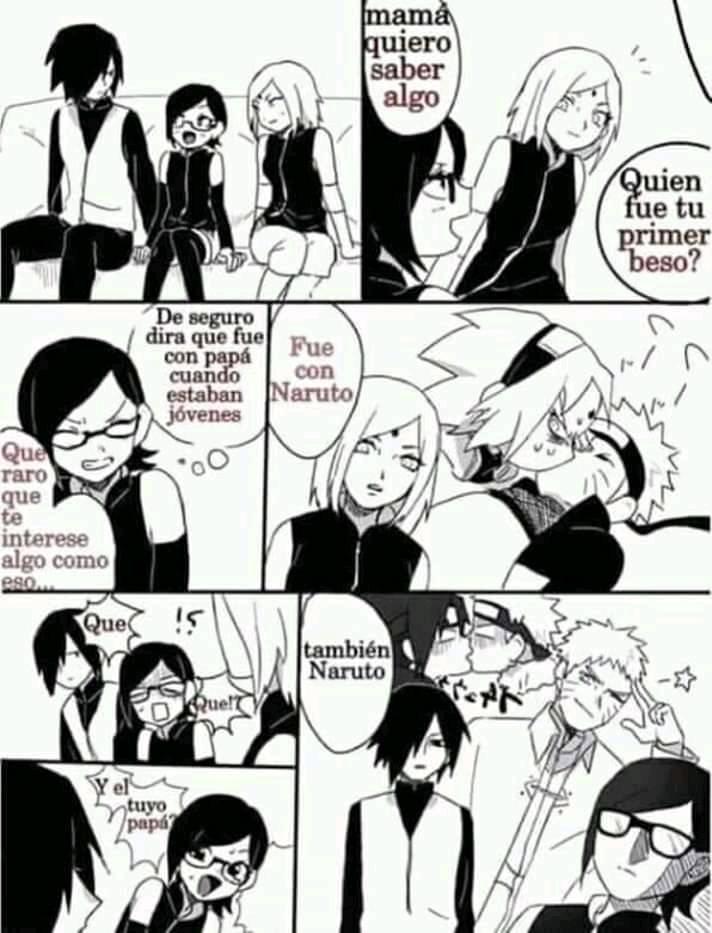 mamá
quiero
saber
algo
Quien
fue tu
primer
beso?
De seguro
dira que fue
con papá
cuando
estaban
jóvenes
Que
raro
que
te
interese
algo como
eso...
Fue
con
Naruto
Que
!?
Que!?
Y el
tuyo
papá?
también
Naruto